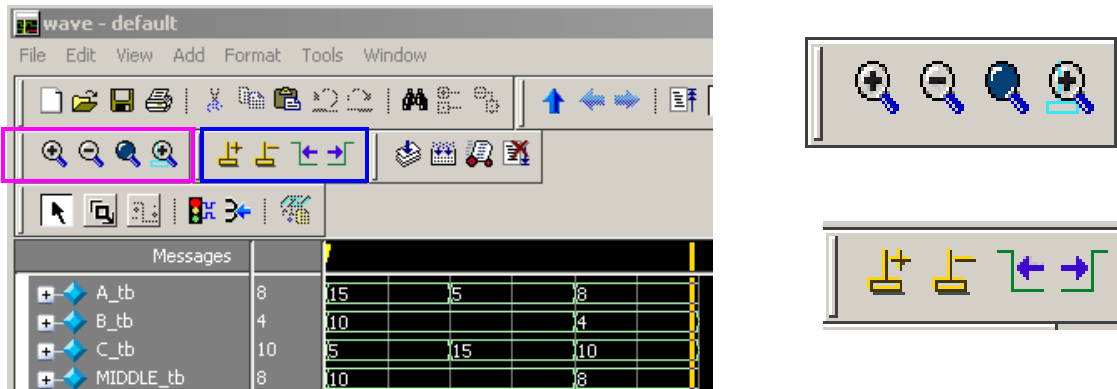 wave - default
File Edit View Add Format Tools Window
Messages
A_tb 8 15 5 8
B_tb 4 10 4
C_tb 10 5 15 10
MIDDLE_tb 8 10 8